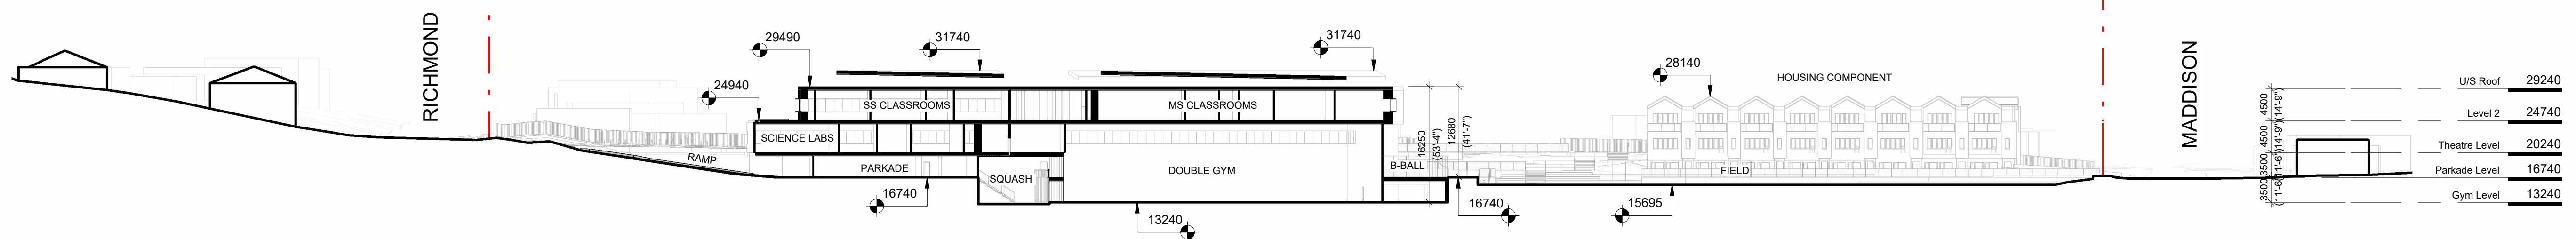 RICHMOND
24940
29490
31740
31740
SS CLASSROOMS
MS CLASSROOMS
SCIENCE LABS
RAMP
PARKADE
SQUASH
DOUBLE GYM
B-BALL
16250
(53'-4")
12680
(41'-7")
16740
13240
16740
15695
28140
HOUSING COMPONENT
FIELD
MADDISON
4500
(14'-9")
4500
(14'-9")
3500
(11'-6")
3500
(11'-6")
U/S Roof 29240
Level 2 24740
Theatre Level 20240
Parkade Level 16740
Gym Level 13240